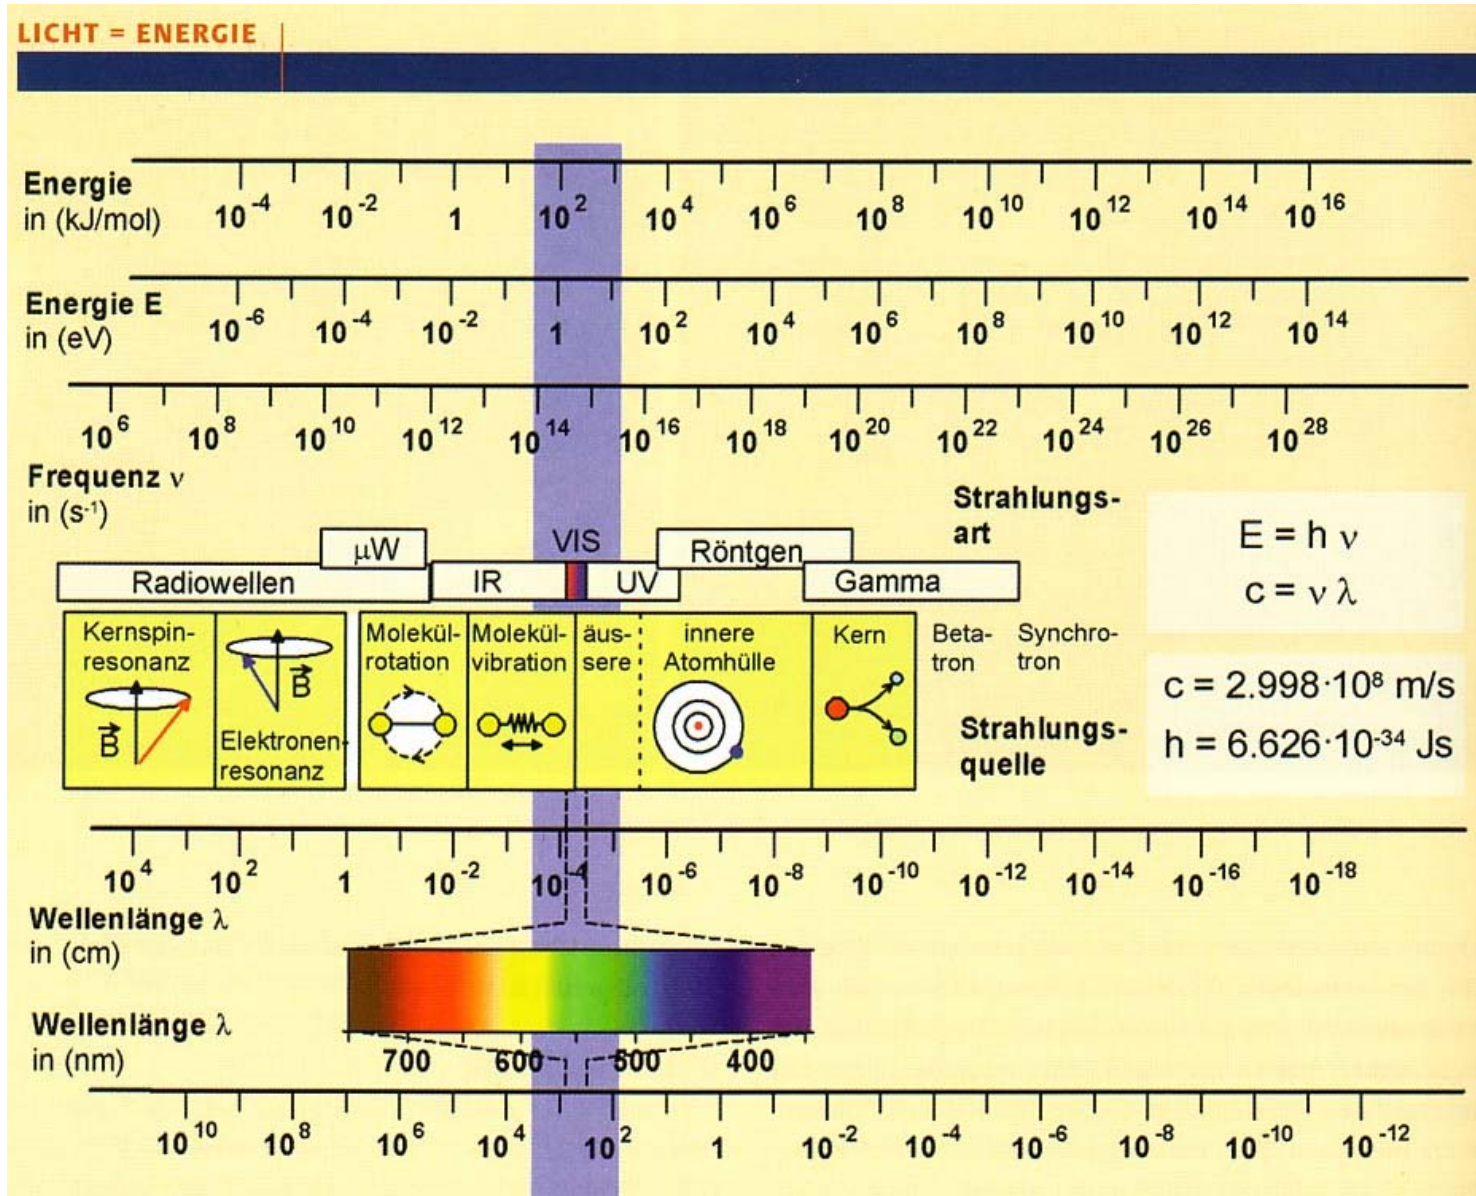 LICHT = ENERGIE
Energie
in (kJ/mol)
10⁻⁴ 10⁻² 1 10² 10⁴ 10⁶ 10⁸ 10¹⁰ 10¹² 10¹⁴ 10¹⁶
Energie E
in (eV)
10⁻⁶ 10⁻⁴ 10⁻² 1 10² 10⁴ 10⁶ 10⁸ 10¹⁰ 10¹² 10¹⁴
10⁶ 10⁸ 10¹⁰ 10¹² 10¹⁴ 10¹⁶ 10¹⁸ 10²⁰ 10²² 10²⁴ 10²⁶ 10²⁸
Frequenz ν
in (s⁻¹)
Strahlungs-
art
μW
VIS
Röntgen
Radiowellen
IR
UV
Gamma
E = h ν
c = ν λ
Kernspin-
resonanz
B
B
Elektronen-
resonanz
Molekül-
rotation
Molekül-
vibration
äus-
sere
innere
Atomhülle
Kern
Beta-
tron
Synchro-
tron
Strahlungs-
quelle
c = 2.998·10⁸ m/s
h = 6.626·10⁻³⁴ Js
10⁴ 10² 1 10⁻² 10⁻⁴ 10⁻⁶ 10⁻⁸ 10⁻¹⁰ 10⁻¹² 10⁻¹⁴ 10⁻¹⁶ 10⁻¹⁸
Wellenlänge λ
in (cm)
Wellenlänge λ
in (nm)
700 600 500 400
10¹⁰ 10⁸ 10⁶ 10⁴ 10² 1 10⁻² 10⁻⁴ 10⁻⁶ 10⁻⁸ 10⁻¹⁰ 10⁻¹²